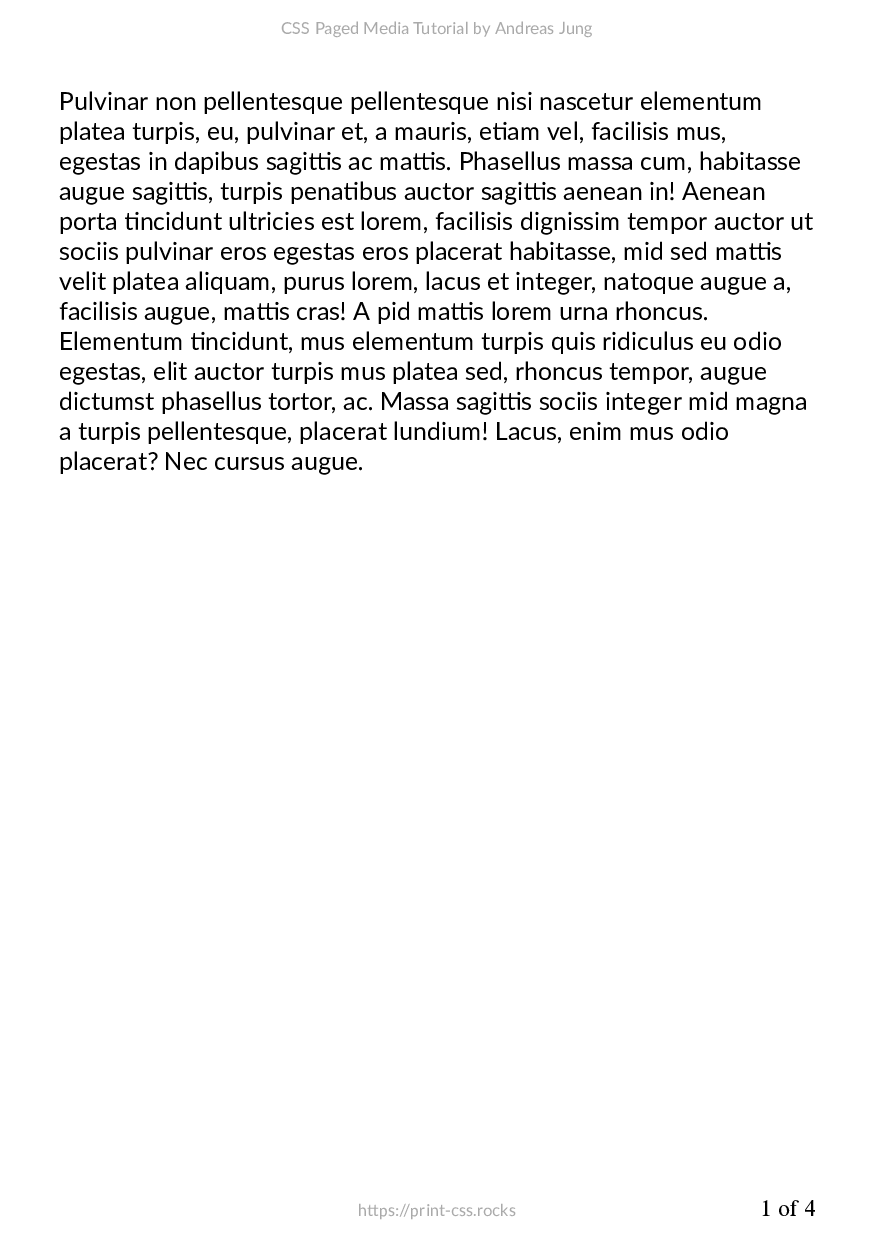 CSS Paged Media Tutorial by Andreas Jung
Pulvinar non pellentesque pellentesque nisi nascetur elementum
platea turpis, eu, pulvinar et, a mauris, etiam vel, facilisis mus,
egestas in dapibus sagittis ac mattis. Phasellus massa cum, habitasse
augue sagittis, turpis penatibus auctor sagittis aenean in! Aenean
porta tincidunt ultricies est lorem, facilisis dignissim tempor auctor ut
sociis pulvinar eros egestas eros placerat habitasse, mid sed mattis
velit platea aliquam, purus lorem, lacus et integer, natoque augue a,
facilisis augue, mattis cras! A pid mattis lorem urna rhoncus.
Elementum tincidunt, mus elementum turpis quis ridiculus eu odio
egestas, elit auctor turpis mus platea sed, rhoncus tempor, augue
dictumst phasellus tortor, ac. Massa sagittis sociis integer mid magna
a turpis pellentesque, placerat lundium! Lacus, enim mus odio
placerat? Nec cursus augue.
https://print-css.rocks
1 of 4